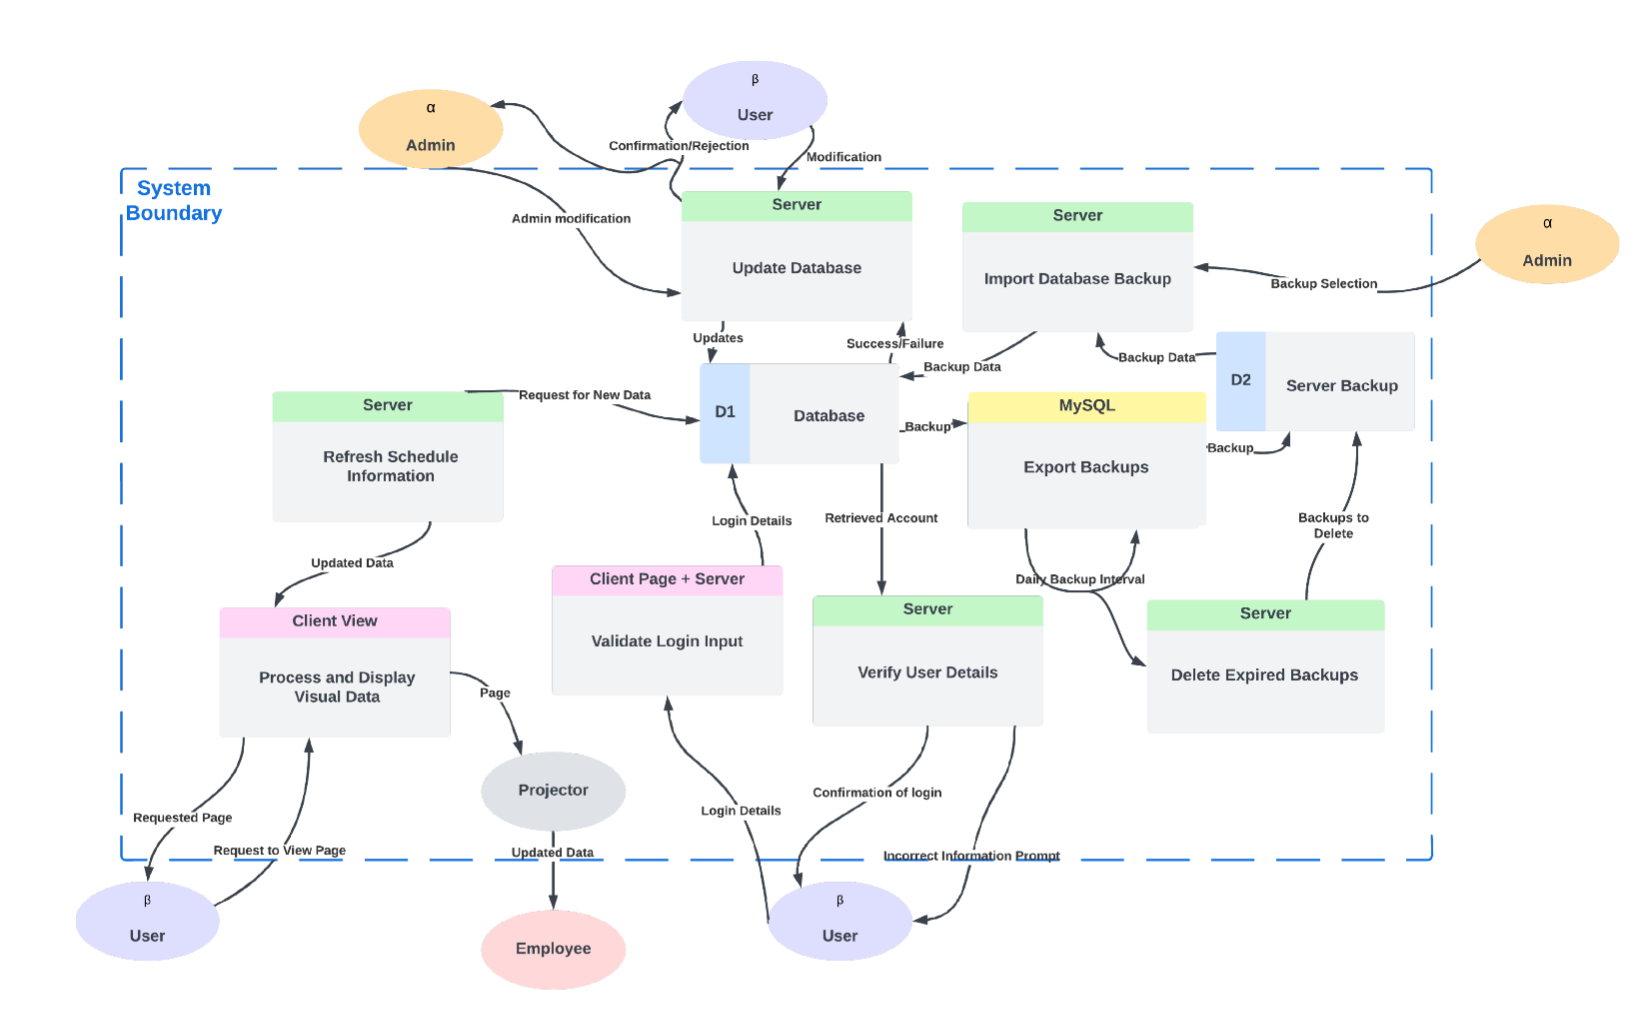 β
User
α
Admin
Confirmation/Rejection
Modification
System
Boundary
Server
Update Database
Admin modification
Server
Import Database Backup
α
Admin
Backup Selection
Updates
Success/Failure
Backup Data
Backup Data
D2
Server Backup
Server
Refresh Schedule
Information
Request for New Data
D1
Database
Backup
MySQL
Export Backups
Backup
Login Details
Retrieved Account
Backups to
Delete
Updated Data
Daily Backup Interval
Client View
Process and Display
Visual Data
Client Page + Server
Validate Login Input
Server
Verify User Details
Server
Delete Expired Backups
Page
Projector
Requested Page
Request to View Page
Updated Data
Login Details
Confirmation of login
Incorrect Information Prompt
β
User
Employee
β
User